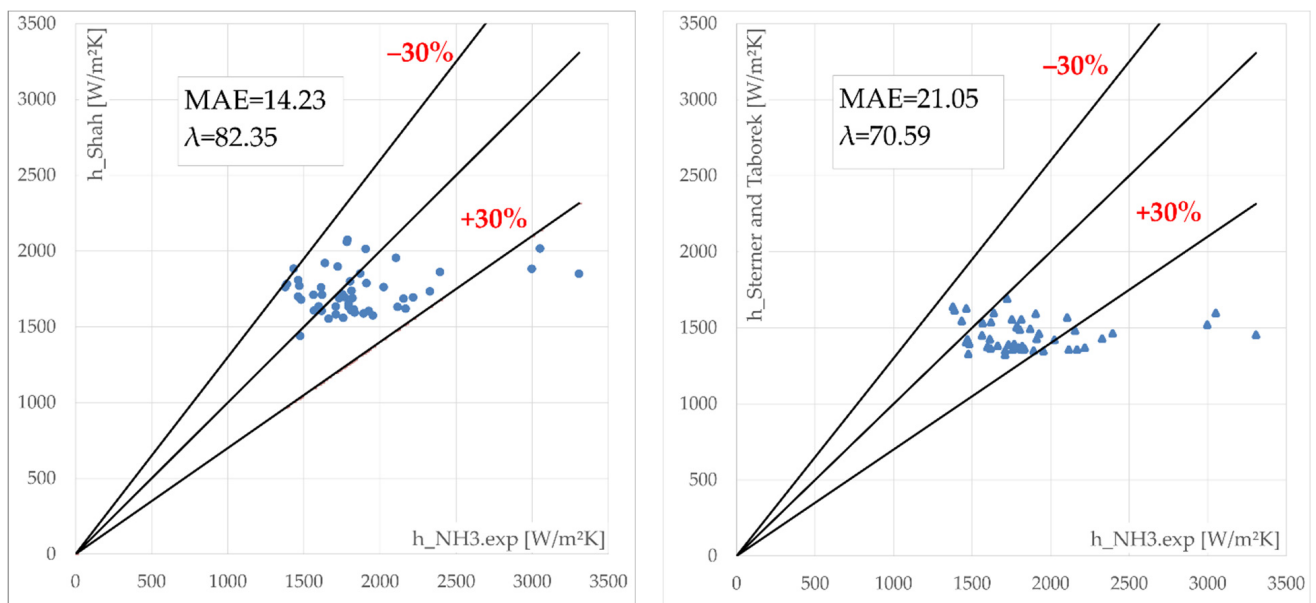 3500
3000
2500
2000
1500
1000
500
0
h_Shah [W/m²K]
–30%
MAE=14.23
λ=82.35
+30%
h_NH3.exp [W/m²K]
0 500 1000 1500 2000 2500 3000 3500
3500
3000
2500
2000
1500
1000
500
0
h_Sterner and Taborek [W/m²K]
–30%
MAE=21.05
λ=70.59
+30%
h_NH3.exp [W/m²K]
0 500 1000 1500 2000 2500 3000 3500